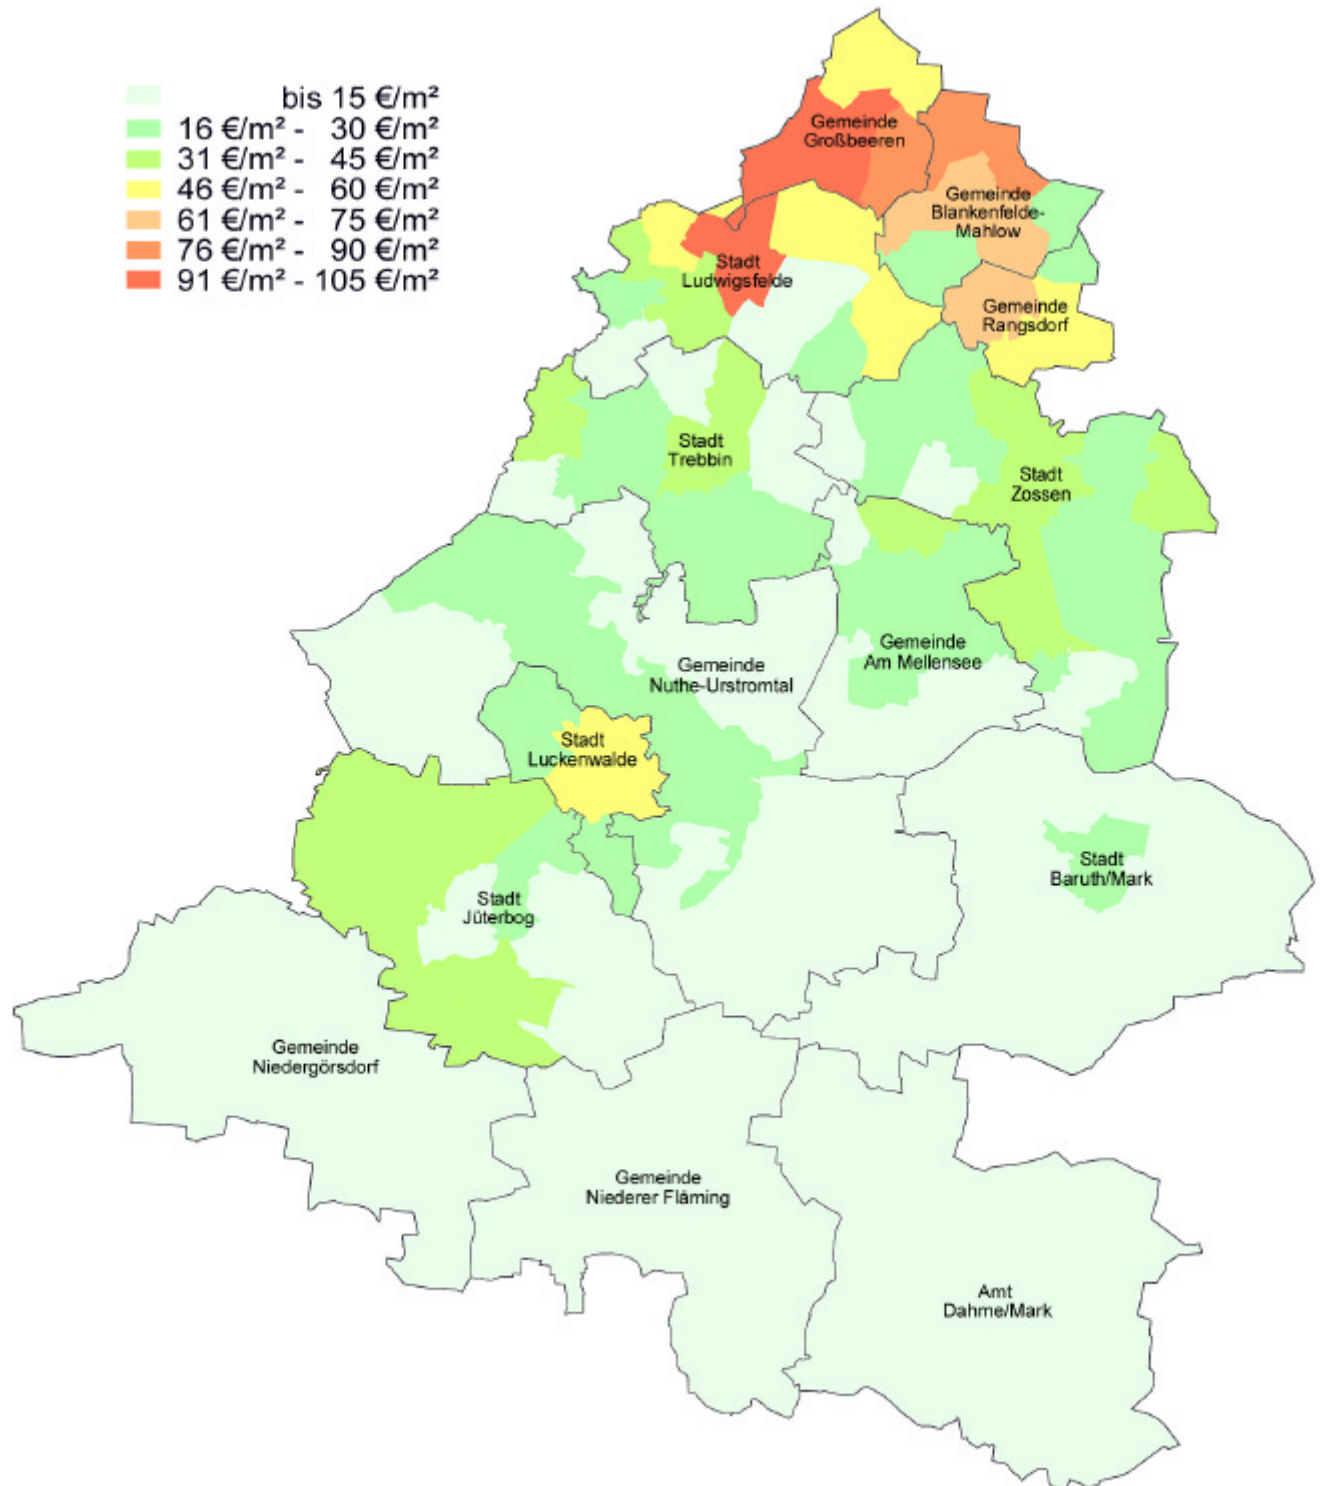 bis 15 €/m²
16 €/m² - 30 €/m²
31 €/m² - 45 €/m²
46 €/m² - 60 €/m²
61 €/m² - 75 €/m²
76 €/m² - 90 €/m²
91 €/m² - 105 €/m²
Gemeinde
Großbeeren
Gemeinde
Blankenfelde-
Mahlow
Stadt
Ludwigsfelde
Gemeinde
Rangsdorf
Stadt
Trebbin
Stadt
Zossen
Gemeinde
Nuthe-Urstromtal
Gemeinde
Am Mellensee
Stadt
Luckenwalde
Stadt
Baruth/Mark
Stadt
Jüterbog
Gemeinde
Niedergörsdorf
Gemeinde
Niederer Fläming
Amt
Dahme/Mark